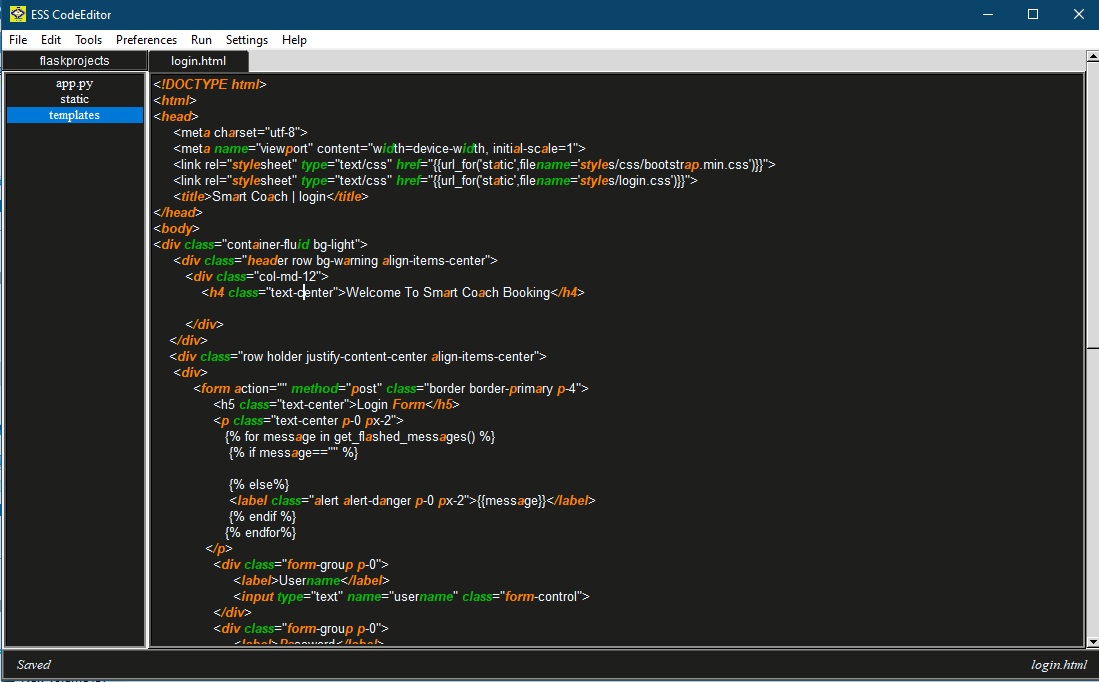 ESS CodeEditor
File Edit Tools Preferences Run Settings Help
flaskprojects
login.html
app.py
static
templates
<!DOCTYPE html>
<html>
<head>
<meta charset="utf-8">
<meta name="viewport" content="width=device-width, initial-scale=1">
<link rel="stylesheet" type="text/css" href="{{url_for('static',filename='styles/css/bootstrap.min.css')}}">
<link rel="stylesheet" type="text/css" href="{{url_for('static',filename='styles/login.css')}}">
<title>Smart Coach | login</title>
</head>
<body>
<div class="container-fluid bg-light">
<div class="header row bg-warning align-items-center">
<div class="col-md-12">
<h4 class="text-center">Welcome To Smart Coach Booking</h4>
</div>
</div>
<div class="row holder justify-content-center align-items-center">
<div>
<form action="" method="post" class="border border-primary p-4">
<h5 class="text-center">Login Form</h5>
<p class="text-center p-0 px-2">
{% for message in get_flashed_messages() %}
{% if message=="" %}
{% else%}
<label class="alert alert-danger p-0 px-2">{{message}}</label>
{% endif %}
{% endfor%}
</p>
<div class="form-group p-0">
<label>Username</label>
<input type="text" name="username" class="form-control">
</div>
<div class="form-group p-0">
<label>Password</label>
Saved
login.html